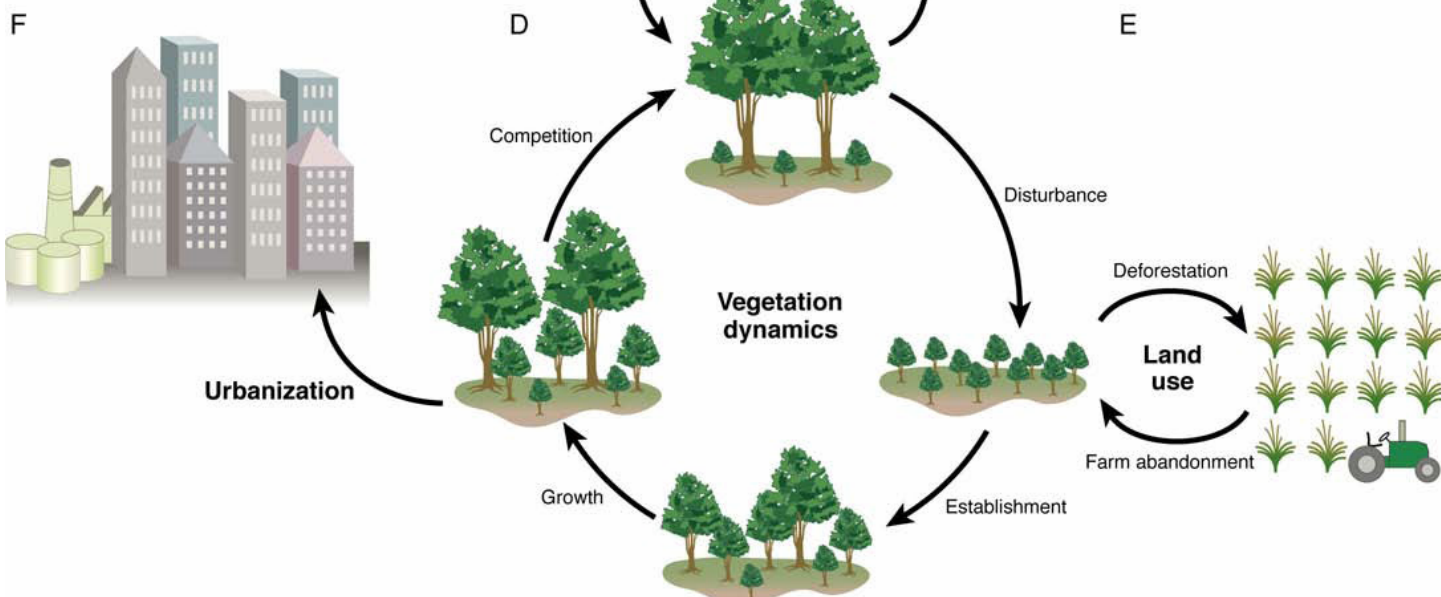 F
D
E
Competition
Disturbance
Deforestation
Vegetation
dynamics
Land
use
Urbanization
Farm abandonment
Growth
Establishment